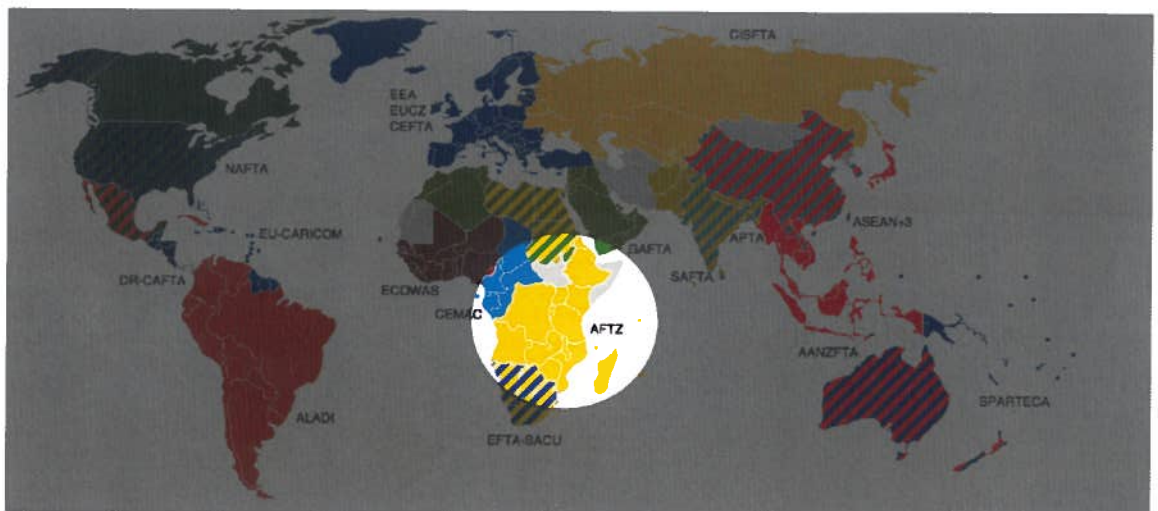 CISFTA
EEA
EUCZ
CEFTA
NAFTA
EU-CARICOM
DR-CAFTA
ECOWAS
CEMAC
GAFTA
SAFTA
APTA
ASEAN+3
AFTZ
AANZFTA
SPARTECA
ALADI
EFTA-SACU